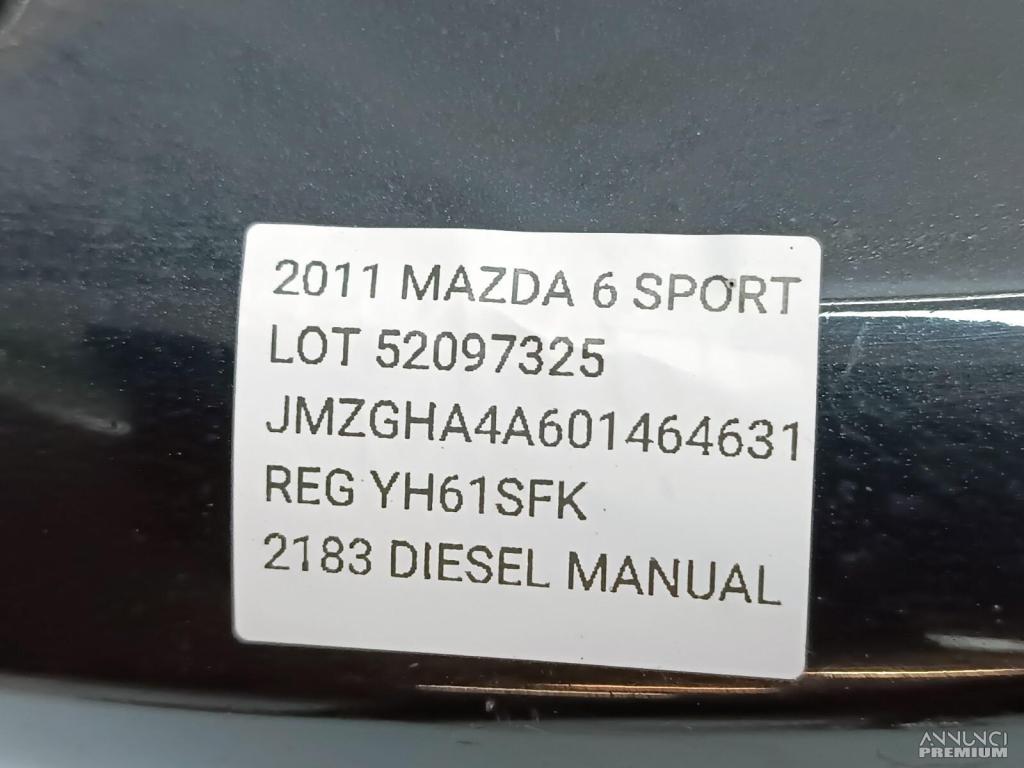 2011 MAZDA 6 SPORT
LOT 52097325
JMZGHA4A601464631
REG YH61SFK
2183 DIESEL MANUAL
ANNUNCI
PREMIUM